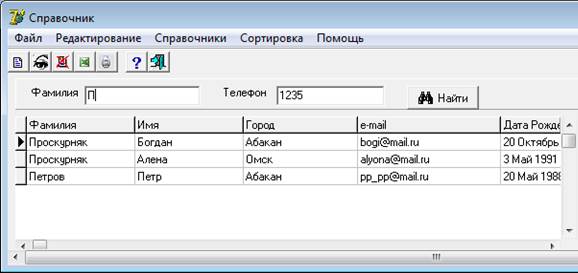 Справочник
Файл Редактирование Справочники Сортировка Помощь
Фамилия П Телефон 1235 Найти
Фамилия Имя Город e-mail Дата Рожде
Проскурняк Богдан Абакан bogi@mail.ru 20 Октябрь
Проскурняк Алена Омск alyona@mail.ru 3 Май 1991
Петров Петр Абакан pp_pp@mail.ru 20 Май 1988